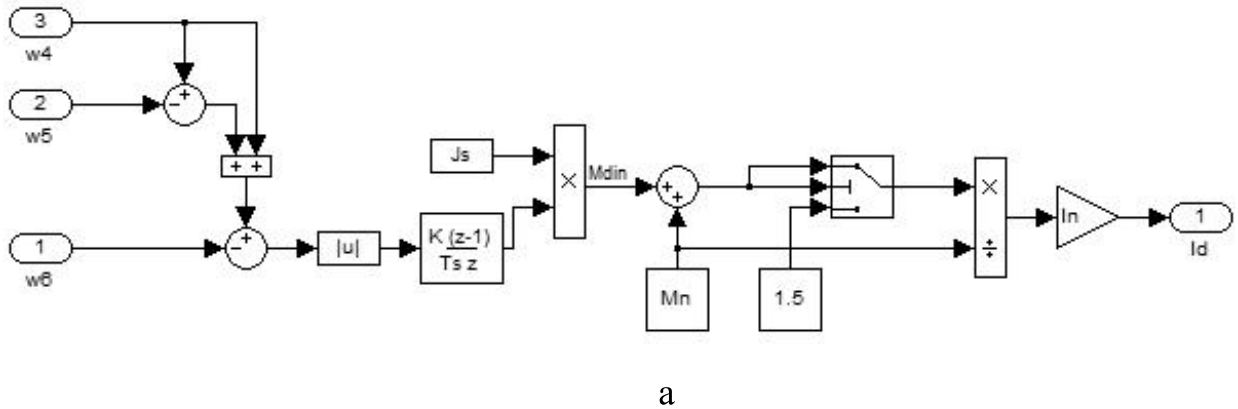 3
w4
2
w5
+
−
+ +
+
−
1
w6
|u|
K (z-1)
Ts z
Js
×
Mdin
+
+
Mn
1.5
×
÷
In
1
Id
a